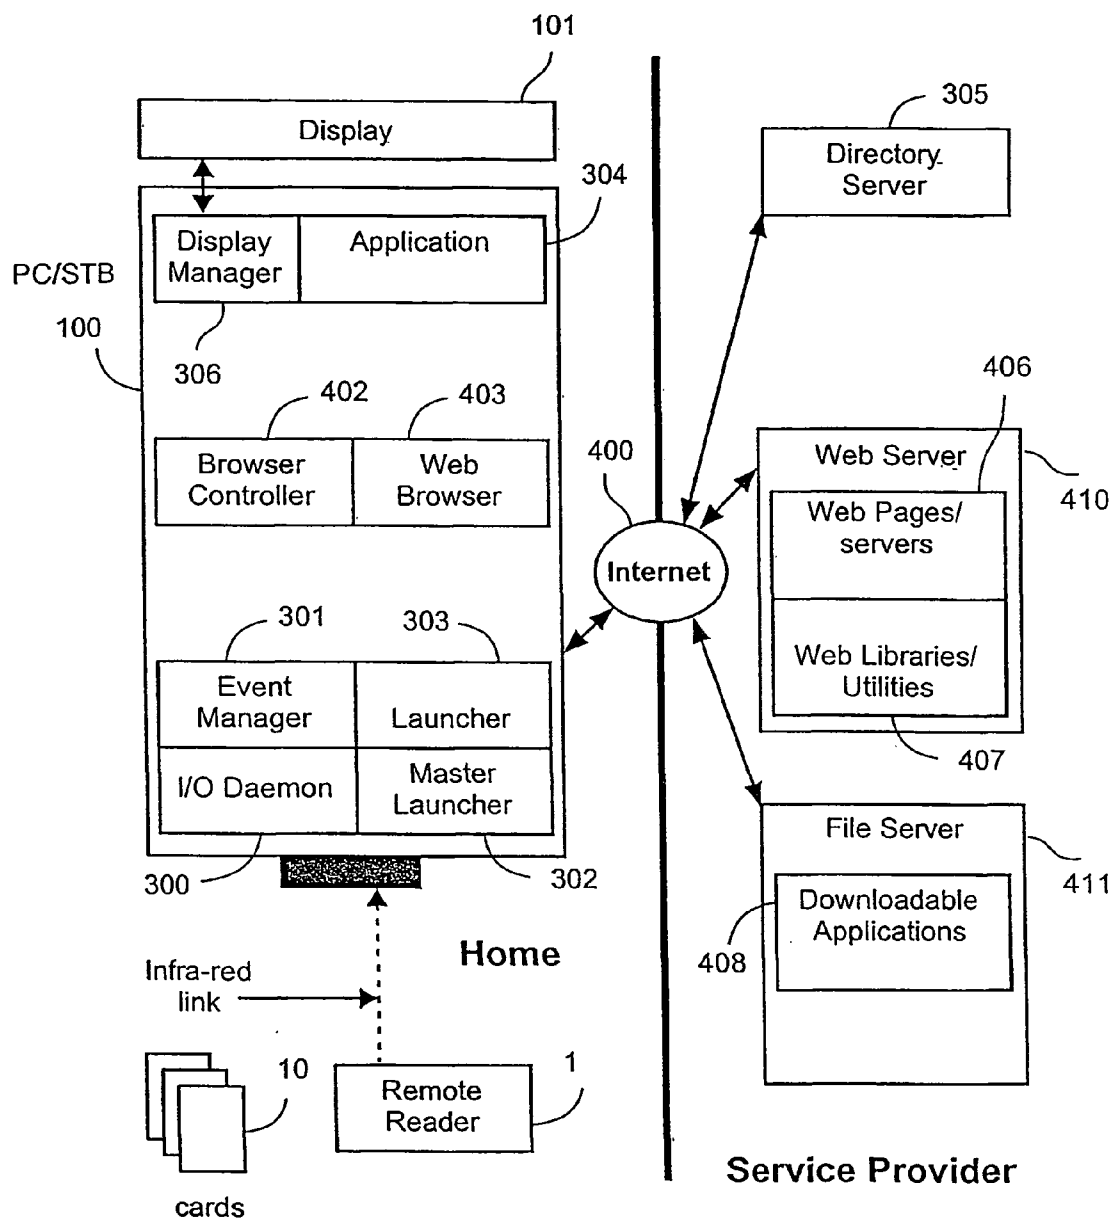 101
Display
304
Display
Manager
Application
PC/STB
100
306
402
403
Browser
Controller
Web
Browser
301
303
Event
Manager
Launcher
I/O Daemon
Master
Launcher
300
302
Home
Infra-red
link
10
cards
1
Remote
Reader
400
Internet
305
Directory
Server
406
Web Server
410
Web Pages/
servers
Web Libraries/
Utilities
407
File Server
411
Downloadable
Applications
408
Service Provider